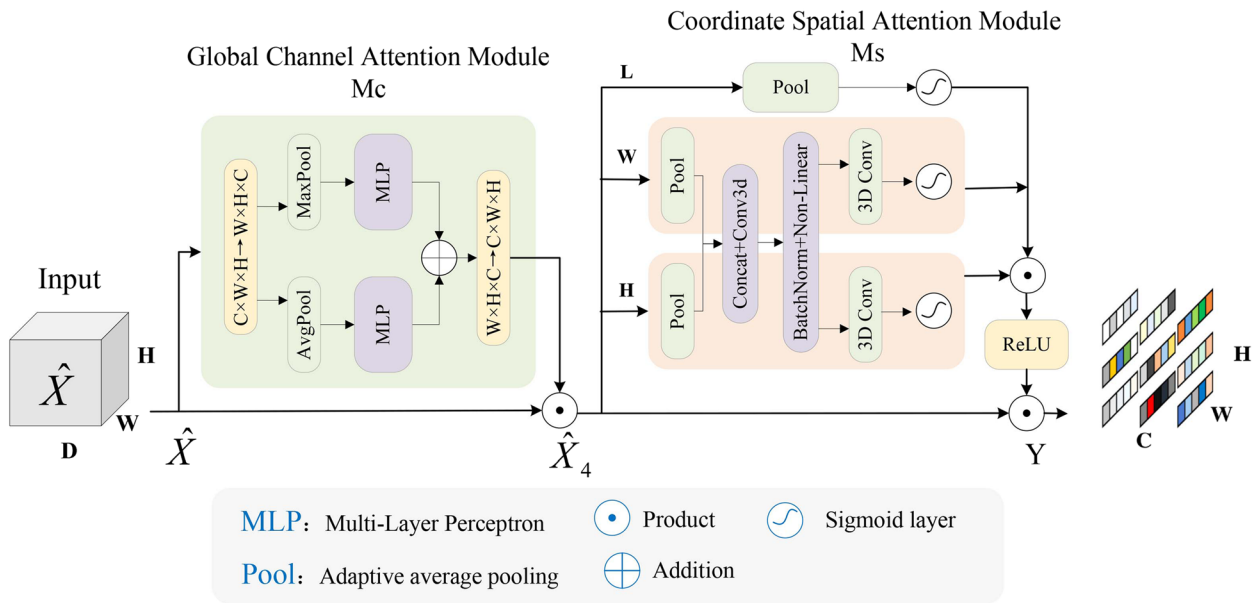 Coordinate Spatial Attention Module
Ms
Global Channel Attention Module
Mc
C×W×H→W×H×C
MaxPool
MLP
AvgPool
MLP
W×H×C→C×W×H
Input
X̂
H
W
D
X̂
X̂₄
L
Pool
W
Pool
H
Pool
Concat+Conv3d
BatchNorm+Non-Linear
3D Conv
3D Conv
ReLU
Y
H
W
C
MLP: Multi-Layer Perceptron
Product
Sigmoid layer
Pool: Adaptive average pooling
Addition